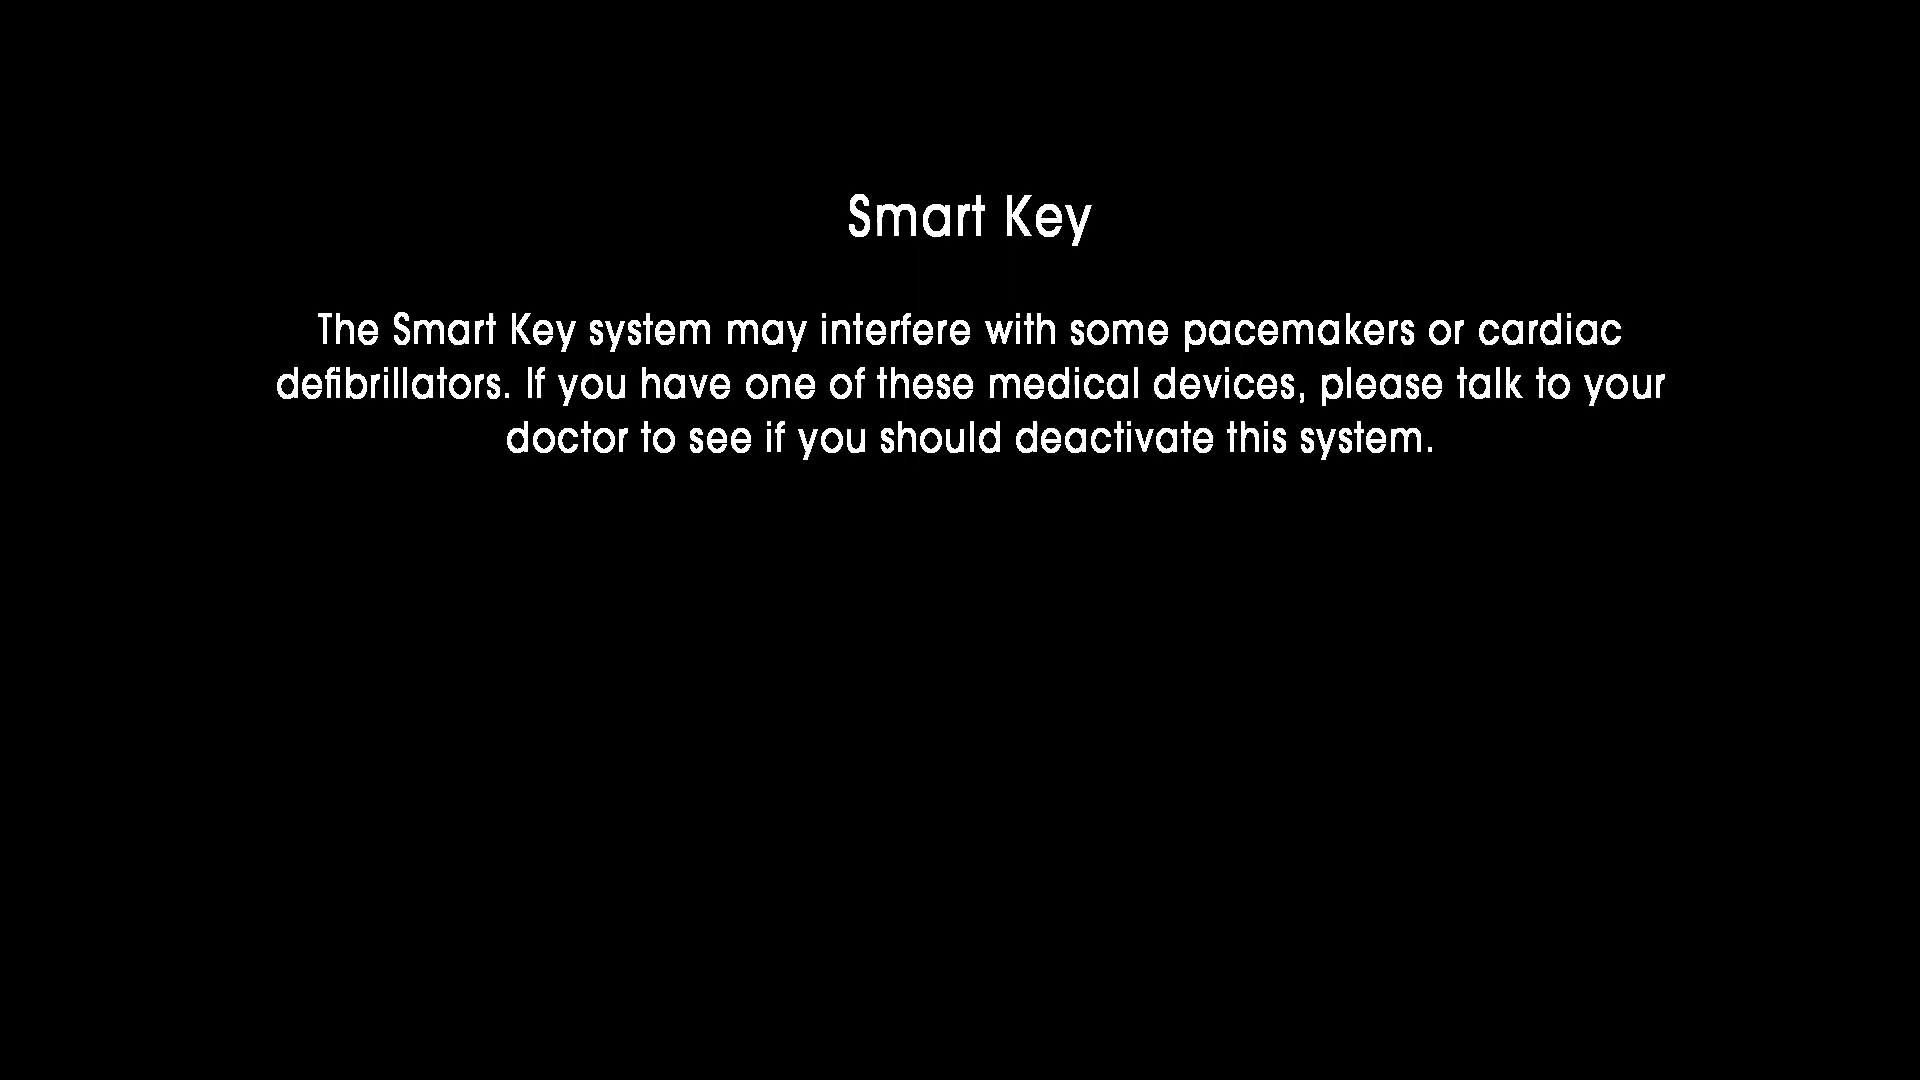 Smart Key
The Smart Key system may interfere with some pacemakers or cardiac
defibrillators. If you have one of these medical devices, please talk to your
doctor to see if you should deactivate this system.